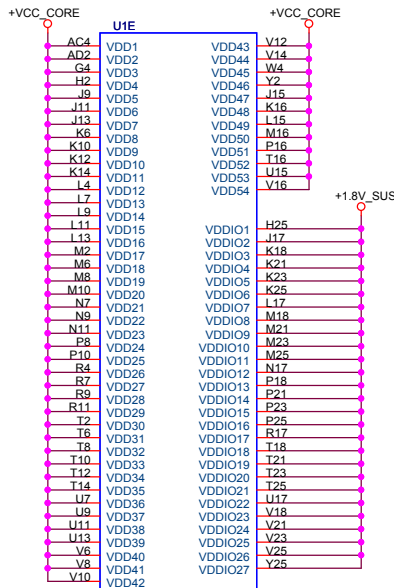 +VCC_CORE
U1E
AC4 VDD1
AD2 VDD2
G4 VDD3
H2 VDD4
J9 VDD5
J11 VDD6
J13 VDD7
K6 VDD8
K10 VDD9
K12 VDD10
K14 VDD11
L4 VDD12
L7 VDD13
L9 VDD14
L11 VDD15
L13 VDD16
M2 VDD17
M6 VDD18
M8 VDD19
M10 VDD20
N7 VDD21
N9 VDD22
N11 VDD23
P8 VDD24
P10 VDD25
R4 VDD26
R7 VDD27
R9 VDD28
R11 VDD29
T2 VDD30
T6 VDD31
T8 VDD32
T10 VDD33
T12 VDD34
T14 VDD35
U7 VDD36
U9 VDD37
U11 VDD38
U13 VDD39
V6 VDD40
V8 VDD41
V10 VDD42
+VCC_CORE
VDD43 V12
VDD44 V14
VDD45 W4
VDD46 Y2
VDD47 J15
VDD48 K16
VDD49 L15
VDD50 M16
VDD51 P16
VDD52 T16
VDD53 U15
VDD54 V16
+1.8V_SUS
VDDIO1 H25
VDDIO2 J17
VDDIO3 K18
VDDIO4 K21
VDDIO5 K23
VDDIO6 K25
VDDIO7 L17
VDDIO8 M18
VDDIO9 M21
VDDIO10 M23
VDDIO11 M25
VDDIO12 N17
VDDIO13 P18
VDDIO14 P21
VDDIO15 P23
VDDIO16 P25
VDDIO17 R17
VDDIO18 T18
VDDIO19 T21
VDDIO20 T23
VDDIO21 T25
VDDIO22 U17
VDDIO23 V18
VDDIO24 V21
VDDIO25 V23
VDDIO26 V25
VDDIO27 Y25